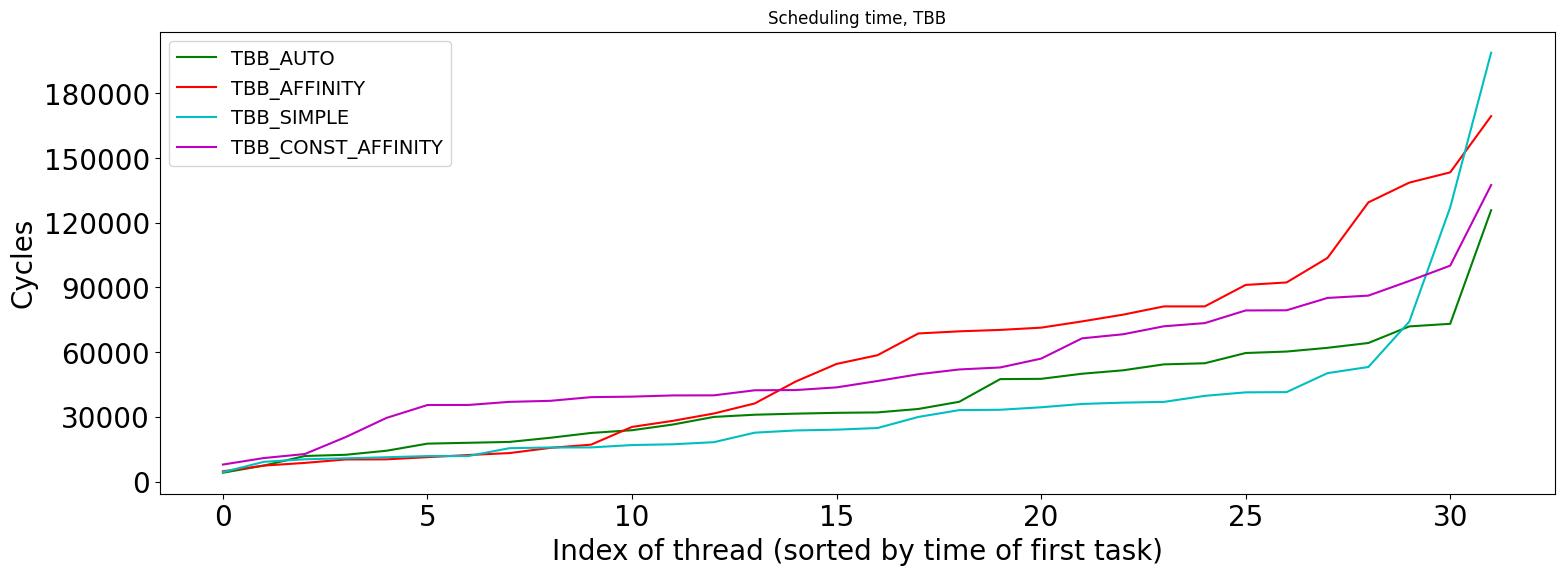 Scheduling time, TBB
TBB_AUTO
TBB_AFFINITY
TBB_SIMPLE
TBB_CONST_AFFINITY
Cycles
180000
150000
120000
90000
60000
30000
0
0 5 10 15 20 25 30
Index of thread (sorted by time of first task)